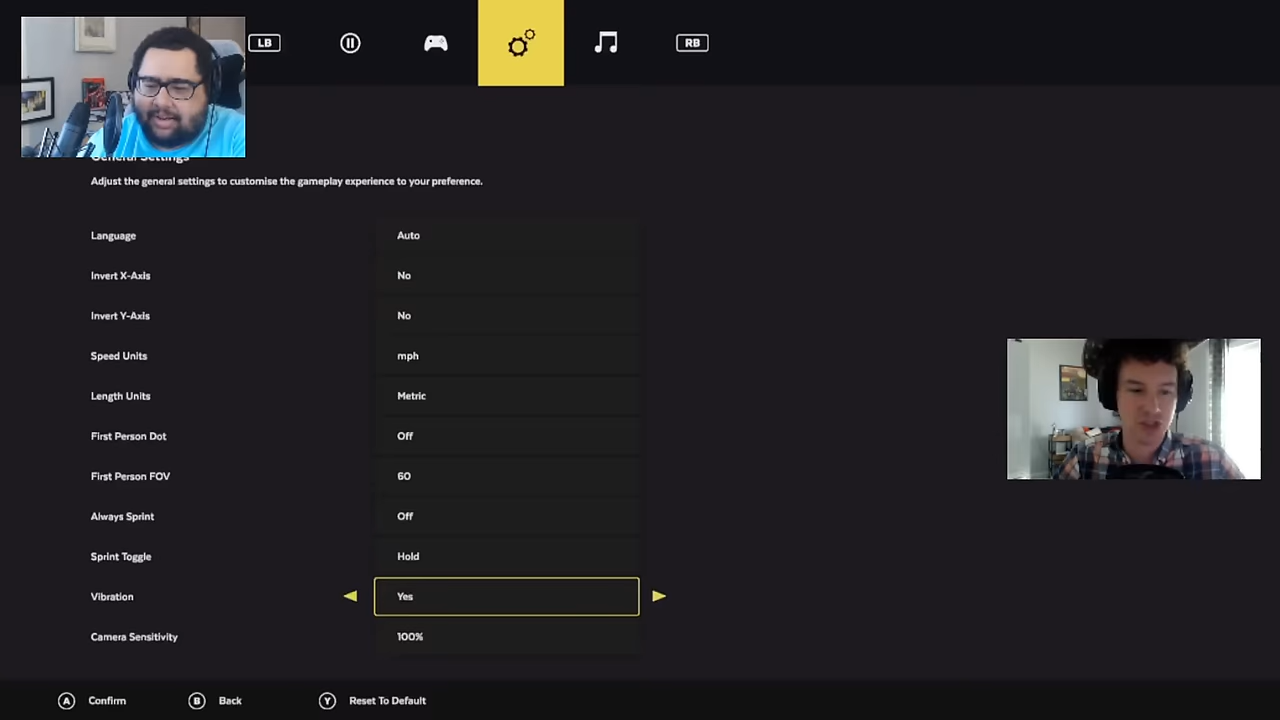 LB
RB
General Settings
Adjust the general settings to customise the gameplay experience to your preference.
Language Auto
Invert X-Axis No
Invert Y-Axis No
Speed Units mph
Length Units Metric
First Person Dot Off
First Person FOV 60
Always Sprint Off
Sprint Toggle Hold
Vibration Yes
Camera Sensitivity 100%
A Confirm B Back Y Reset To Default